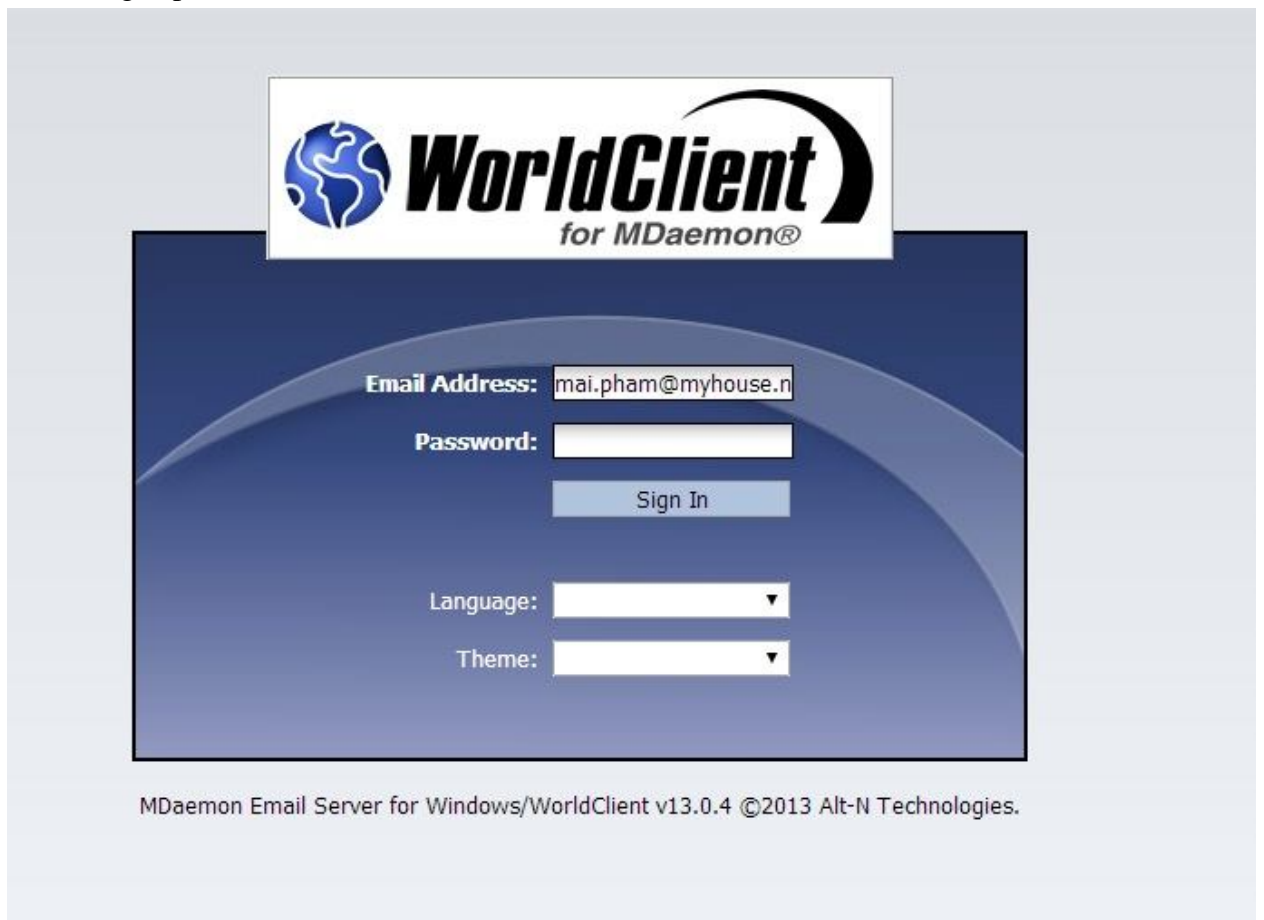 WorldClient
for MDaemon®
Email Address: mai.pham@myhouse.n
Password:
Sign In
Language:
Theme:
MDaemon Email Server for Windows/WorldClient v13.0.4 ©2013 Alt-N Technologies.